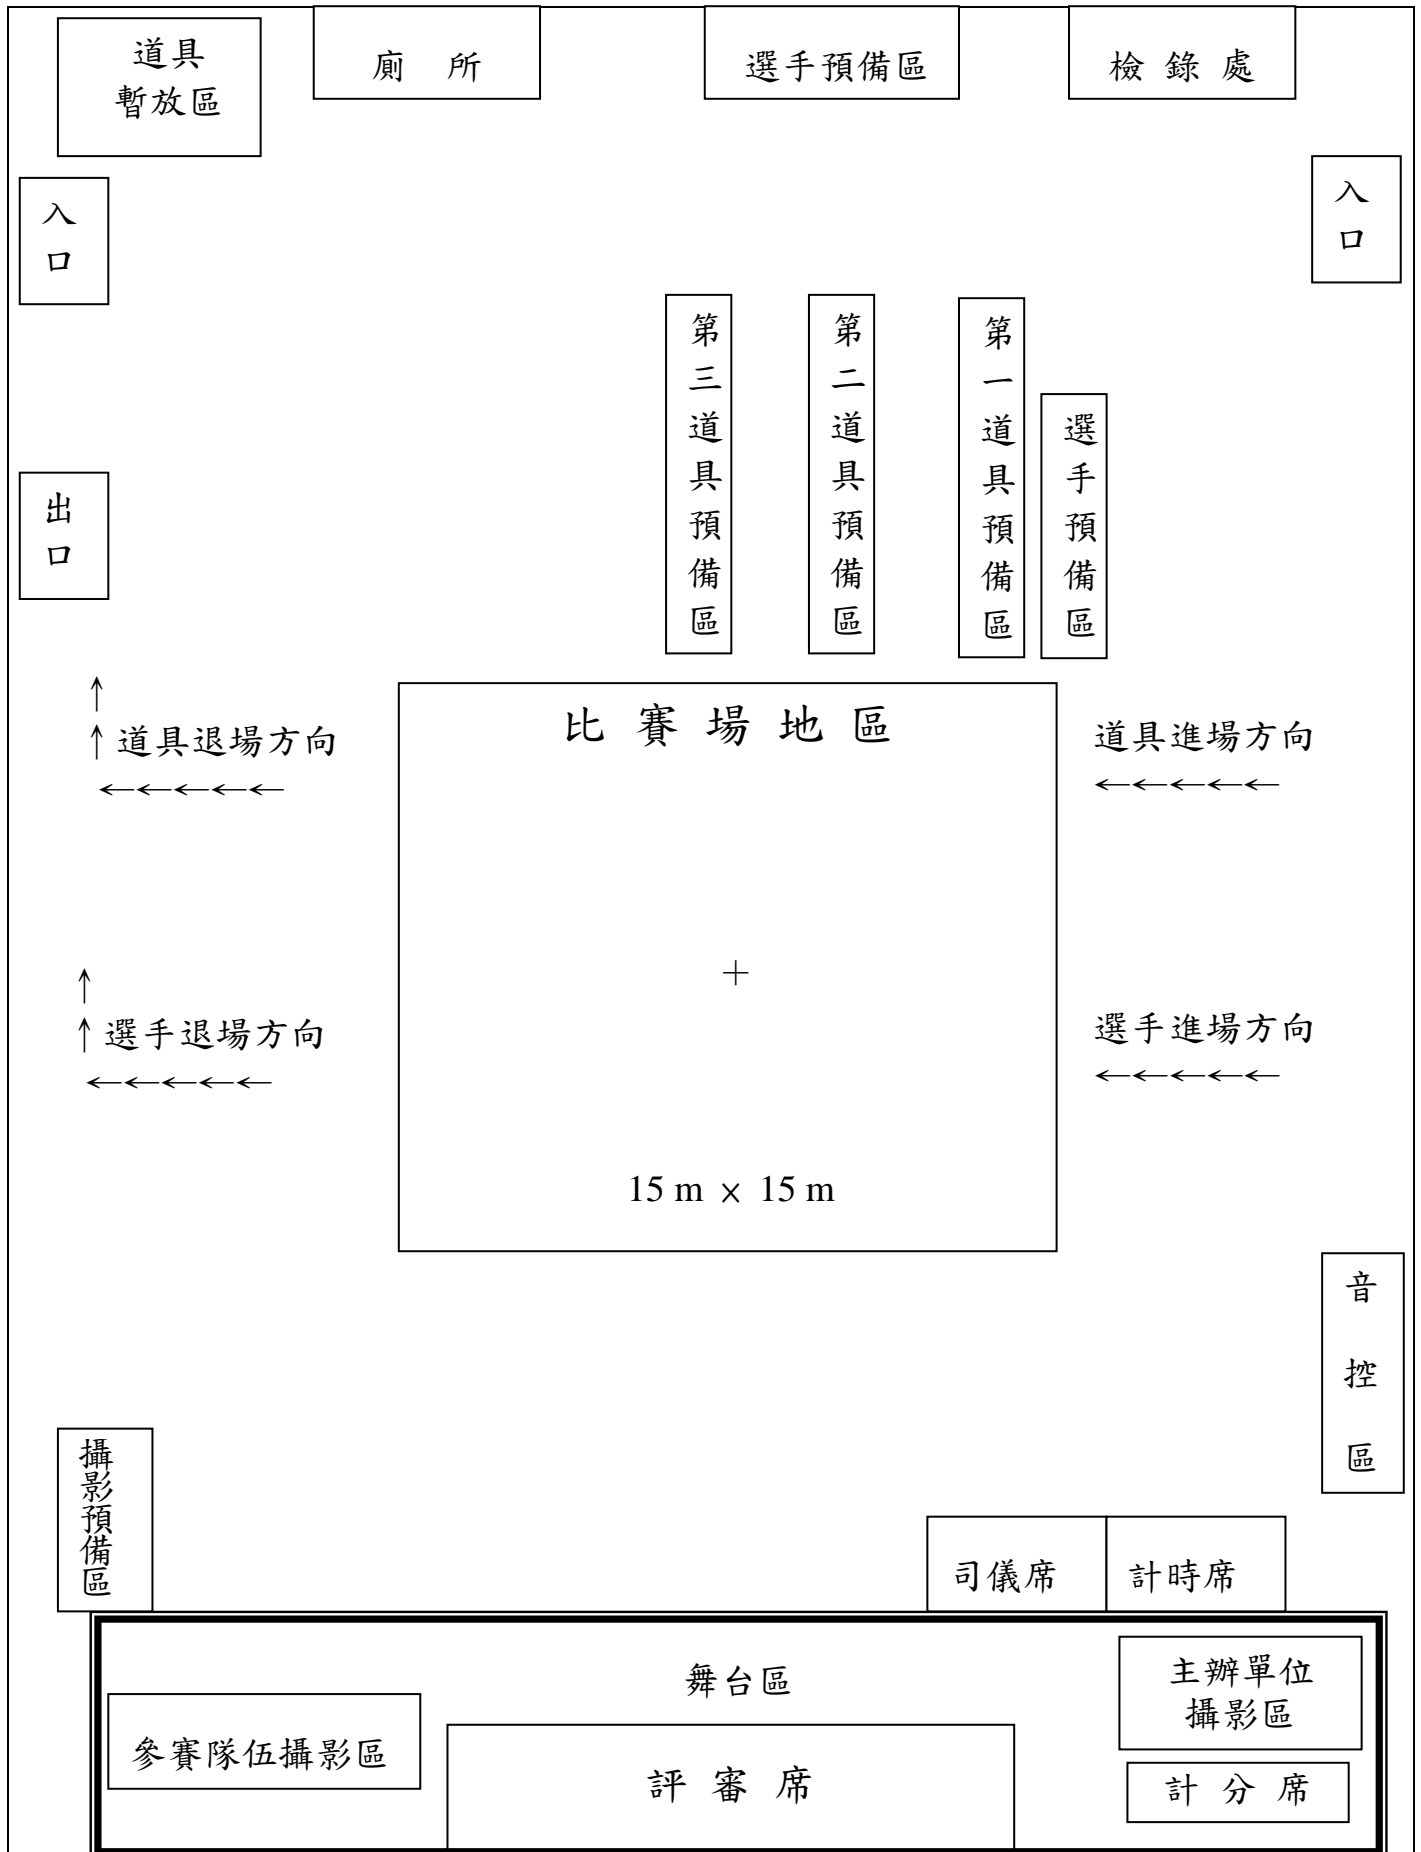 道具
暫放區
廁 所
選手預備區
檢 錄 處
入口
入口
第三道具預備區
第二道具預備區
第一道具預備區
選手預備區
出口
↑
↑道具退場方向
←←←←←
比 賽 場 地 區
道具進場方向
←←←←←
+
↑
↑選手退場方向
←←←←←
選手進場方向
←←←←←
15 m × 15 m
音控區
攝影預備區
司儀席
計時席
舞台區
主辦單位
攝影區
參賽隊伍攝影區
評 審 席
計 分 席